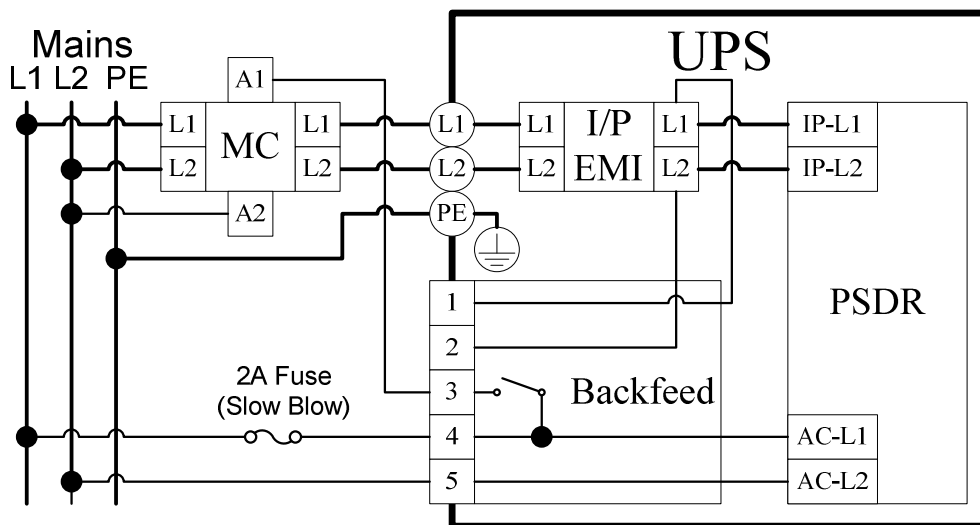 UPS
Mains
L1 L2 PE
A1
L1 L1 L1 L1 I/P L1 IP-L1
MC
L2 L2 L2 L2 EMI L2 IP-L2
A2 PE
1
PSDR
2
2A Fuse
(Slow Blow)
3 Backfeed
4 AC-L1
5 AC-L2